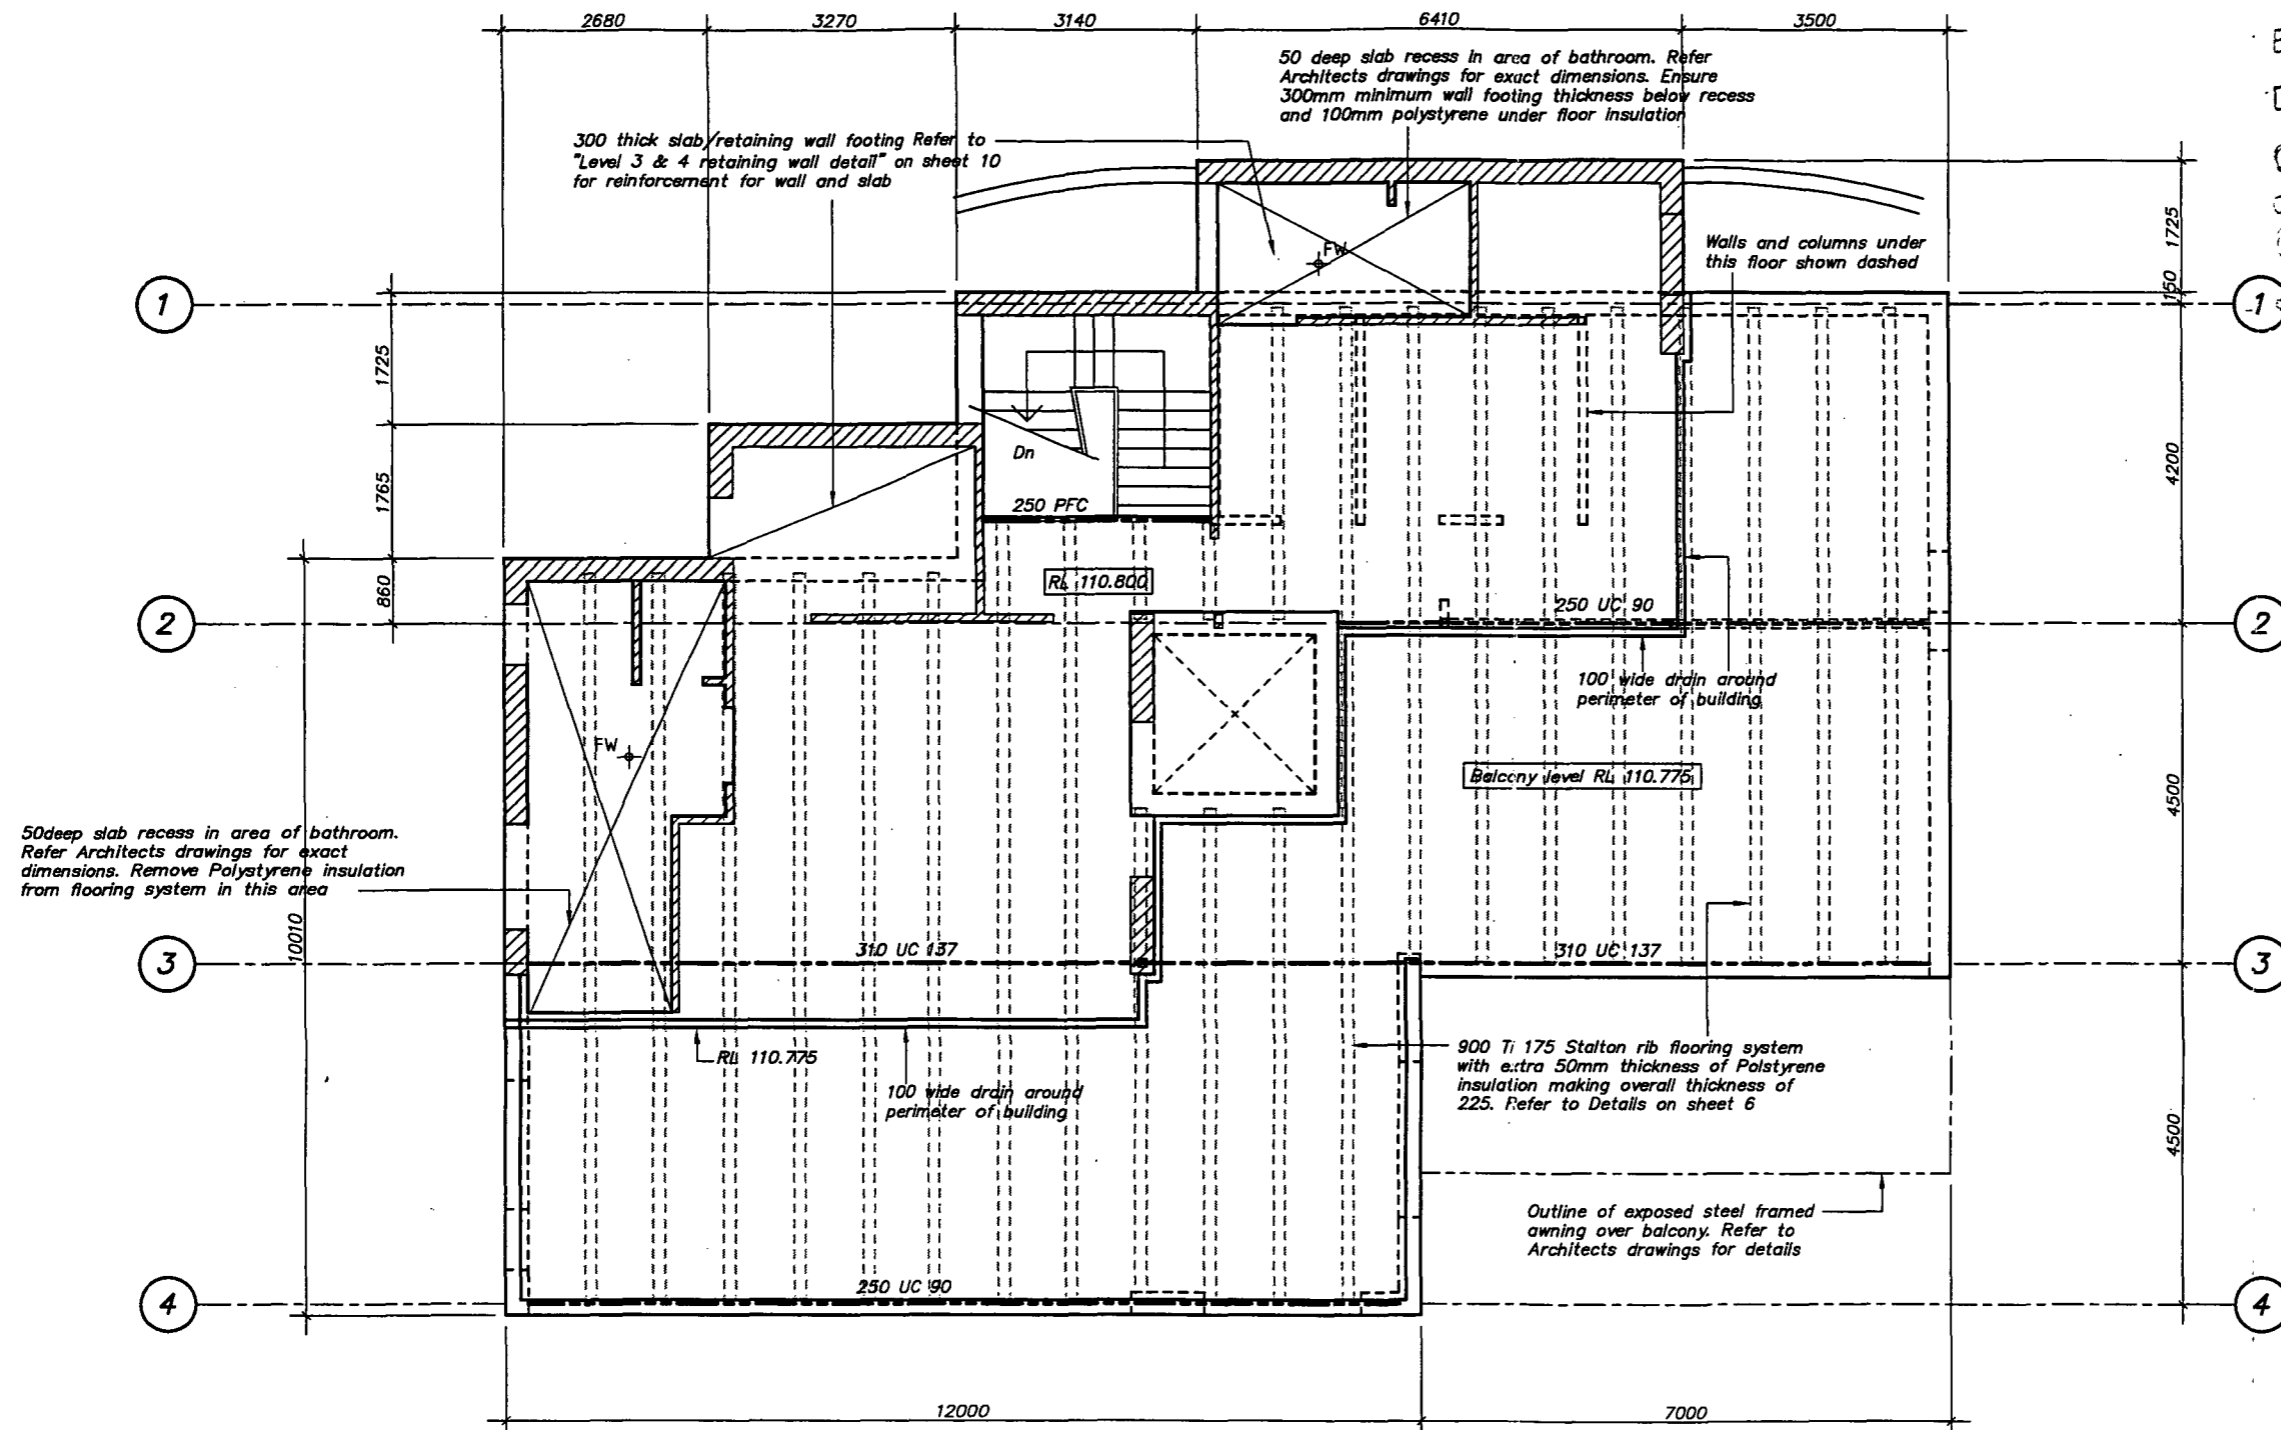 2680
3270
3140
6410
3500
50 deep slab recess in area of bathroom. Refer
Architects drawings for exact dimensions. Ensure
300mm minimum wall footing thickness below recess
and 100mm polystyrene under floor insulation
300 thick slab/retaining wall footing Refer to
"Level 3 & 4 retaining wall detail" on sheet 10
for reinforcement for wall and slab
Walls and columns under
this floor shown dashed
FW
1725
150
1
1
1725
4200
Dn
1765
250 PFC
RL 110.800
860
250 UC 90
2
2
100 wide drain around
perimeter of building
FW
Balcony level RL 110.775
4500
50deep slab recess in area of bathroom.
Refer Architects drawings for exact
dimensions. Remove Polystyrene insulation
from flooring system in this area
10010
310 UC 137
310 UC 137
3
3
RL 110.775
900 Ti 175 Stalton rib flooring system
with extra 50mm thickness of Polstyrene
insulation making overall thickness of
225. Refer to Details on sheet 6
100 wide drain around
perimeter of building
4500
Outline of exposed steel framed
awning over balcony. Refer to
Architects drawings for details
250 UC 90
4
4
12000
7000